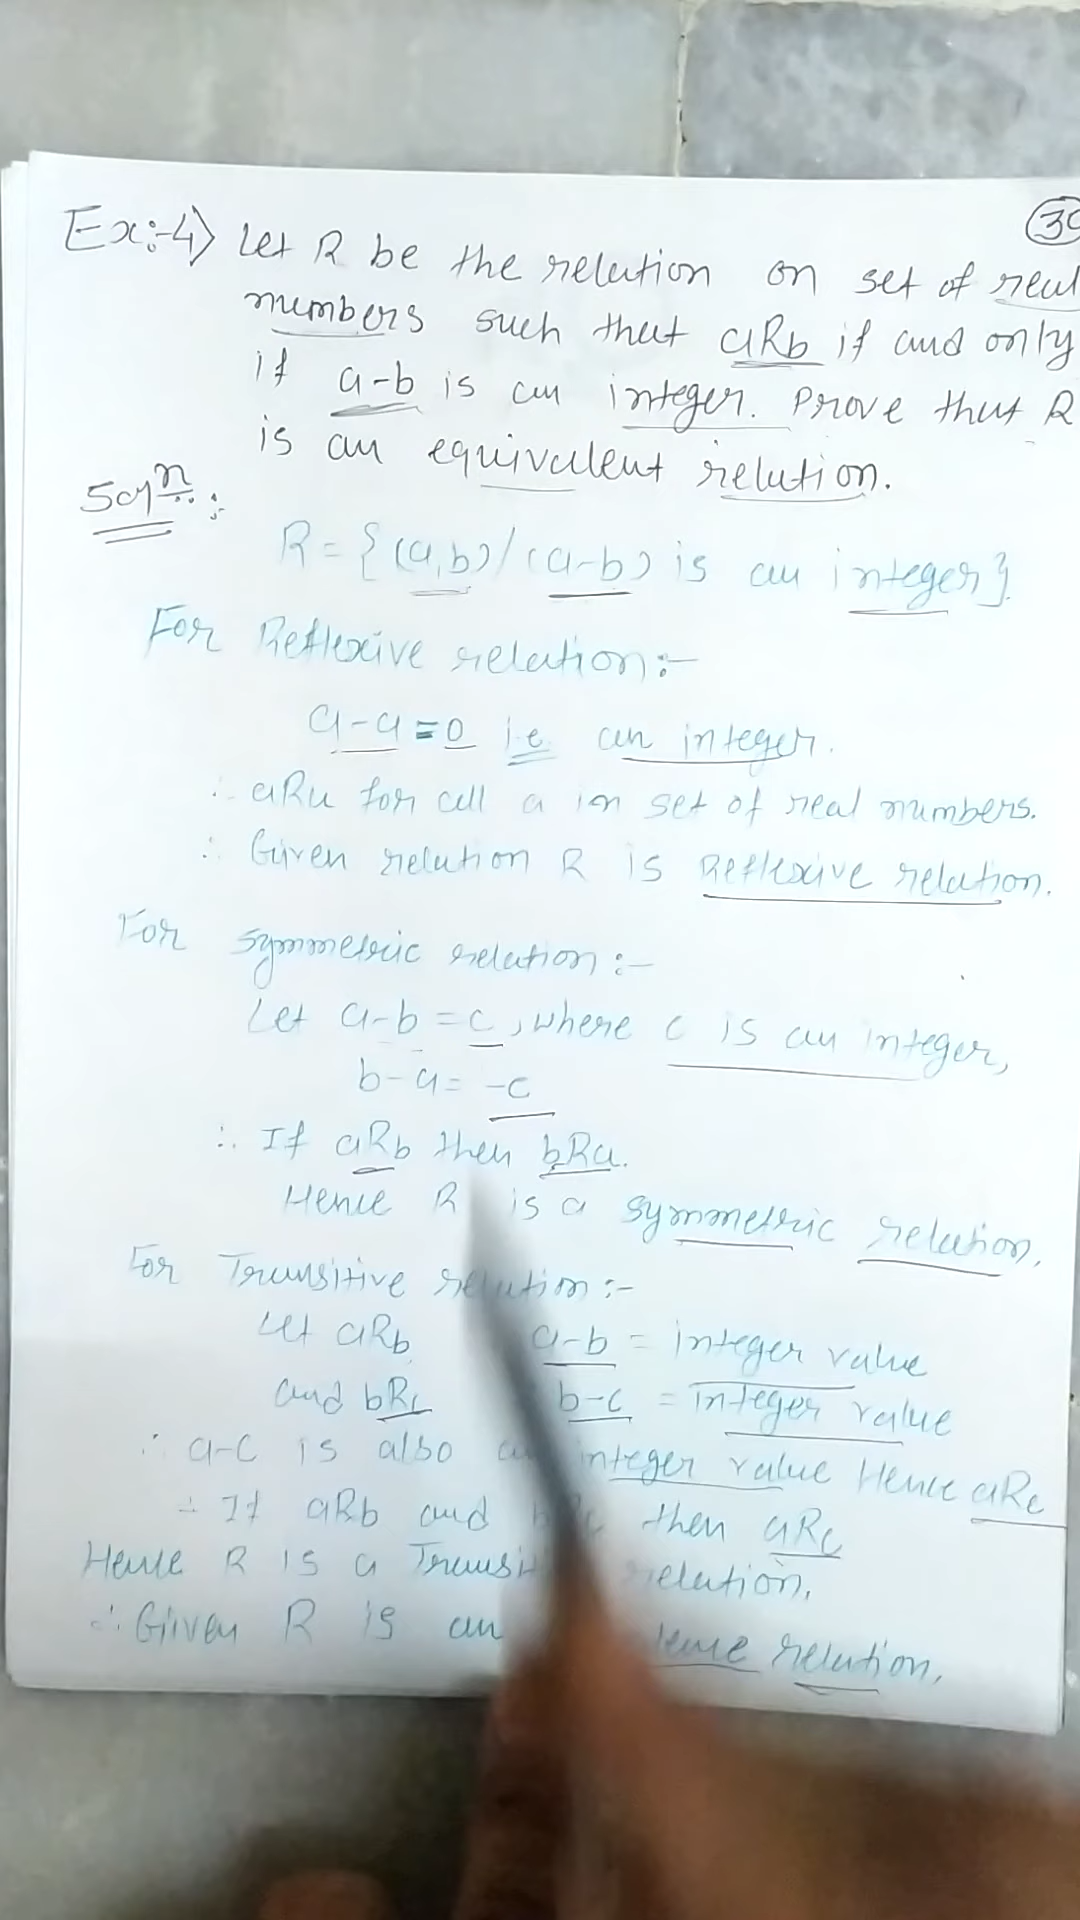 30
Ex:-4) Let R be the relation on set of real
numbers such that aRb if and only
if a-b is an integer. Prove that R
is an equivalent relation.
Solⁿ:
R = {(a,b)/(a-b) is an integer}.
For Reflexive relation:-
a-a=0 i.e. an integer.
∴ aRa for all a in set of real numbers.
∴ Given relation R is Reflexive relation.
For Symmetric relation:-
Let a-b = c, where c is an integer,
b-a = -c
∴ If aRb then bRa.
Hence R is a symmetric relation.
For Transitive relation:-
Let aRb a-b = integer value
and bRc b-c = integer value
∴ a-c is also integer value Hence aRc
∴ If aRb and then aRc
Hence R is a relation.
∴ Given R is an relation.